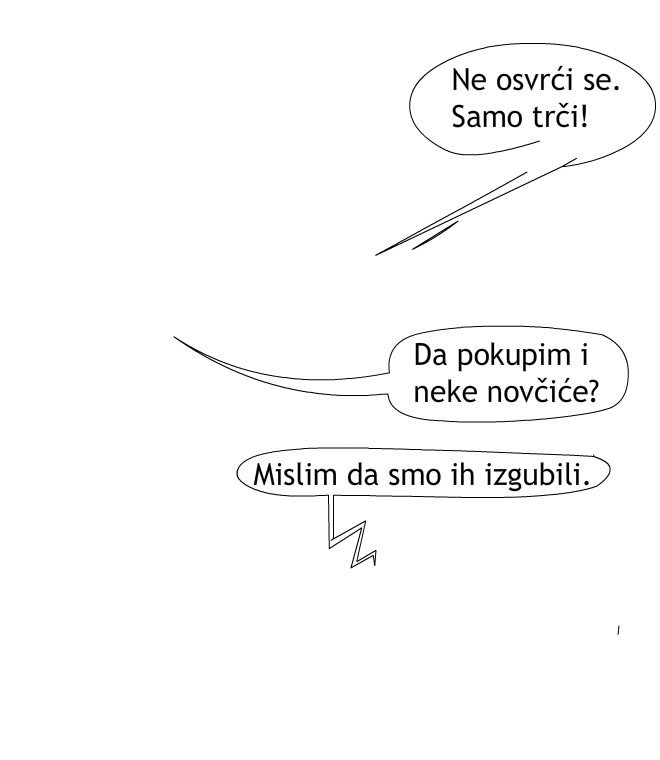 Ne osvrći se.
Samo trči!
Da pokupim i
neke novčiće?
Mislim da smo ih izgubili.